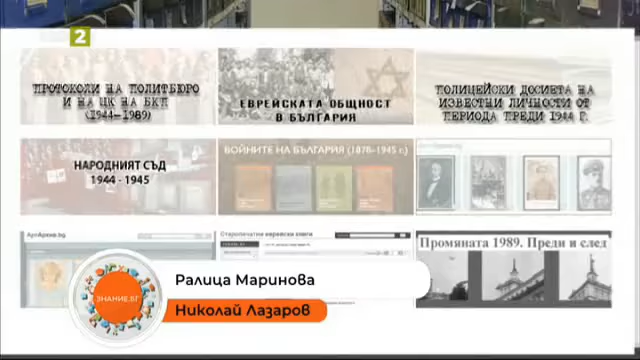 2
ПРОТОКОЛИ НА ПОЛИТБЮРО
И НА ЦК НА БКП
(1944–1989)
ЕВРЕЙСКАТА ОБЩНОСТ
В БЪЛГАРИЯ
ПОЛИЦЕЙСКИ ДОСИЕТА НА
ИЗВЕСТНИ ЛИЧНОСТИ ОТ
ПЕРИОДА ПРЕДИ 1944 Г.
НАРОДНИЯТ СЪД
1944 - 1945
ВОЙНИТЕ НА БЪЛГАРИЯ (1878-1945 г.)
Старопечатни еврейски книги
Промяната 1989. Преди и след
ЗНАНИЕ.БГ
Ралица Маринова
Николай Лазаров